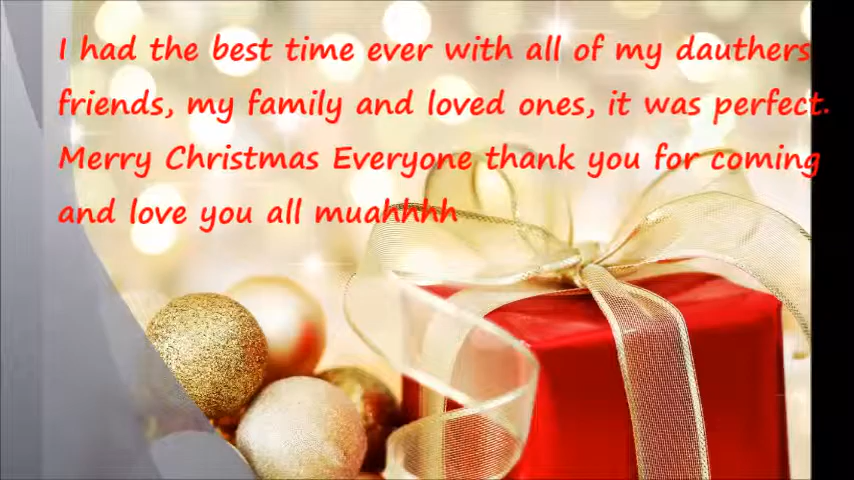 I had the best time ever with all of my dauthers
friends, my family and loved ones, it was perfect.
Merry Christmas Everyone thank you for coming
and love you all muahhhh